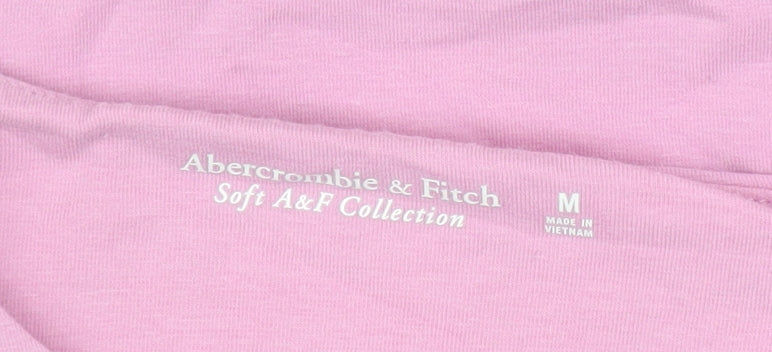 Abercrombie & Fitch
Soft A&F Collection
M
MADE IN
VIETNAM